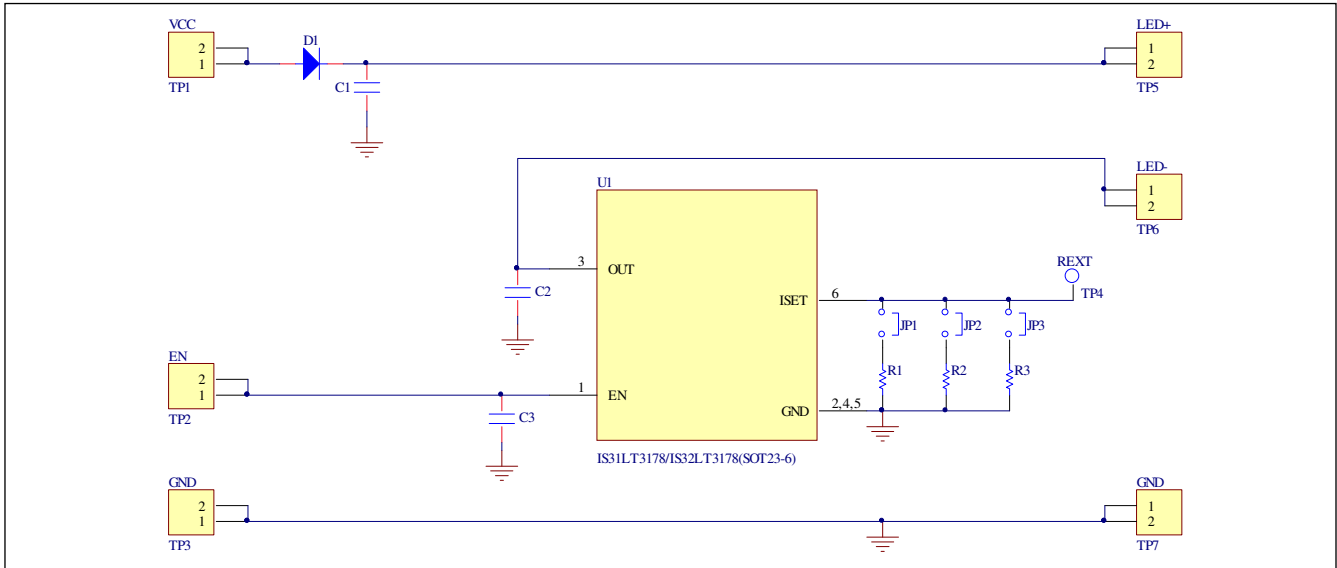 VCC
2
1
TP1
D1
C1
LED+
1
2
TP5
LED-
1
2
TP6
U1
3 OUT
C2
ISET 6
REXT
TP4
JP1 JP2 JP3
R1 R2 R3
EN
2
1
TP2
1 EN
C3
GND 2,4,5
IS31LT3178/IS32LT3178(SOT23-6)
GND
2
1
TP3
GND
1
2
TP7